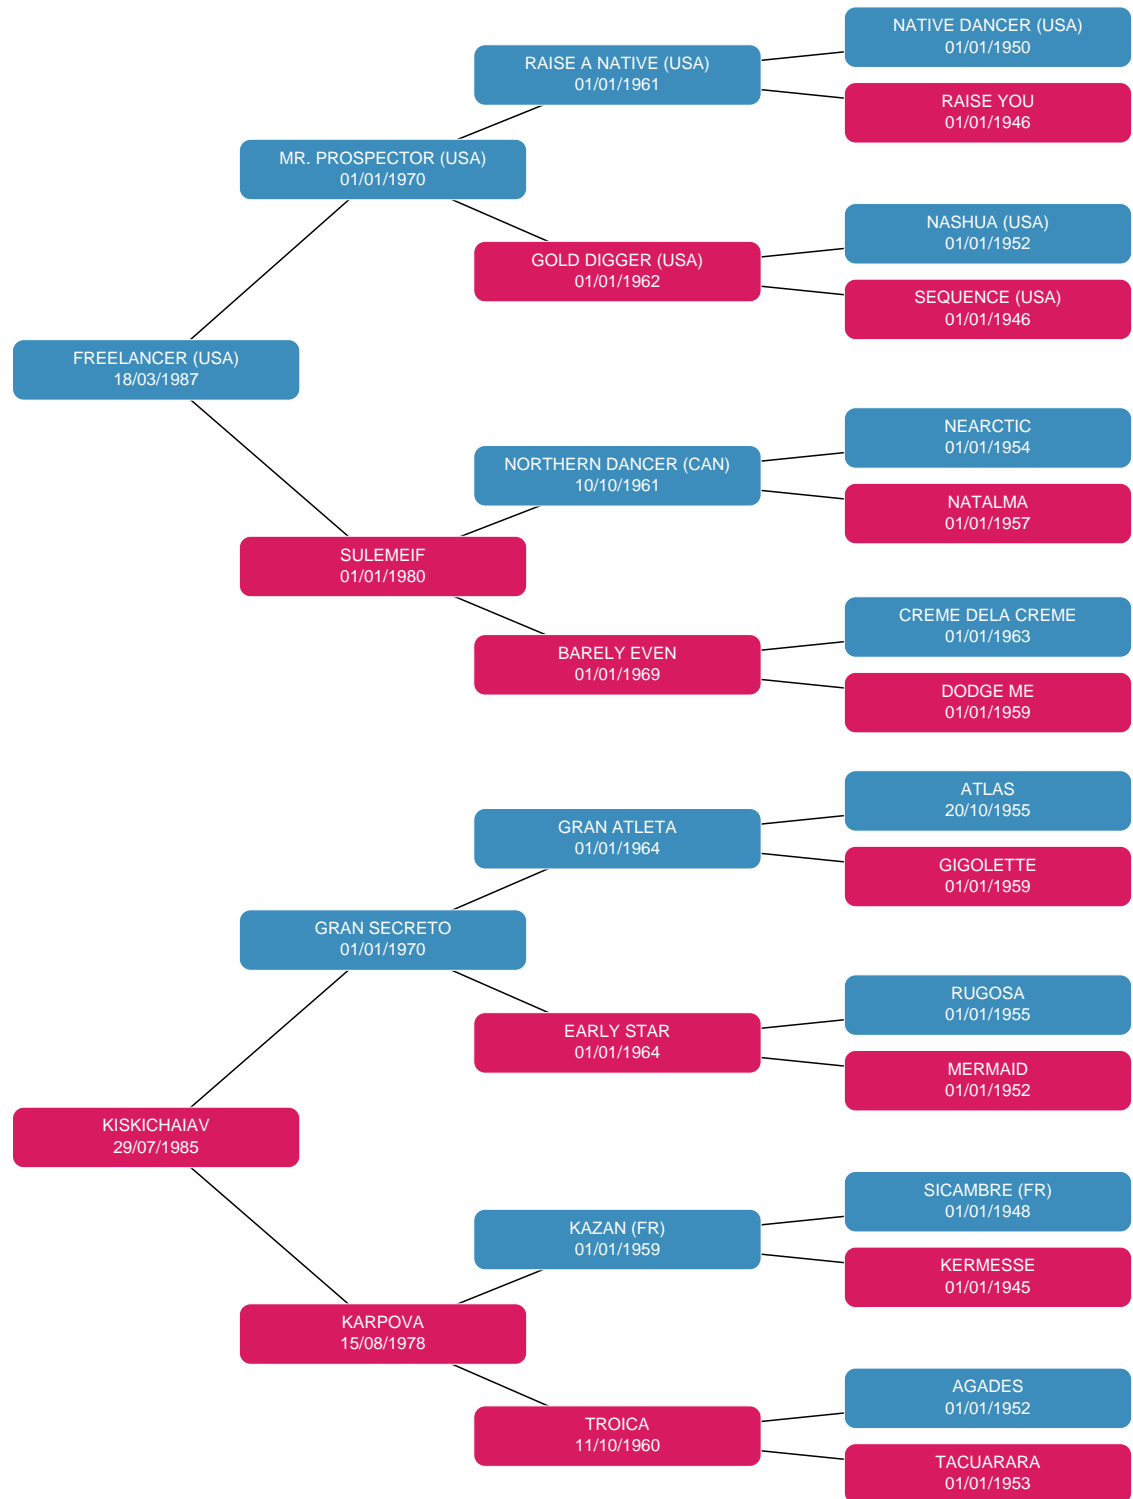 NATIVE DANCER (USA)
01/01/1950
RAISE A NATIVE (USA)
01/01/1961
RAISE YOU
01/01/1946
MR. PROSPECTOR (USA)
01/01/1970
NASHUA (USA)
01/01/1952
GOLD DIGGER (USA)
01/01/1962
SEQUENCE (USA)
01/01/1946
FREELANCER (USA)
18/03/1987
NEARCTIC
01/01/1954
NORTHERN DANCER (CAN)
10/10/1961
NATALMA
01/01/1957
SULEMEIF
01/01/1980
CREME DELA CREME
01/01/1963
BARELY EVEN
01/01/1969
DODGE ME
01/01/1959
ATLAS
20/10/1955
GRAN ATLETA
01/01/1964
GIGOLETTE
01/01/1959
GRAN SECRETO
01/01/1970
RUGOSA
01/01/1955
EARLY STAR
01/01/1964
MERMAID
01/01/1952
KISKICHAIAV
29/07/1985
SICAMBRE (FR)
01/01/1948
KAZAN (FR)
01/01/1959
KERMESSE
01/01/1945
KARPOVA
15/08/1978
AGADES
01/01/1952
TROICA
11/10/1960
TACUARARA
01/01/1953